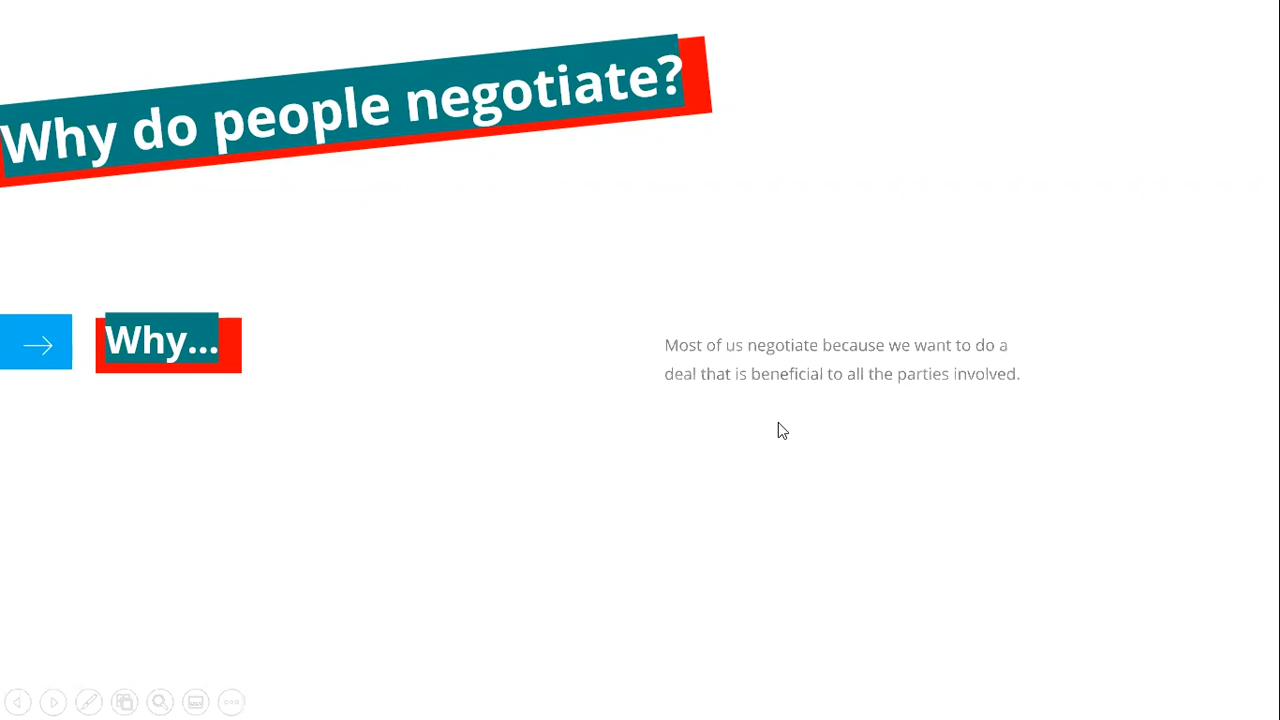 Why do people negotiate?
Why...
Most of us negotiate because we want to do a
deal that is beneficial to all the parties involved.